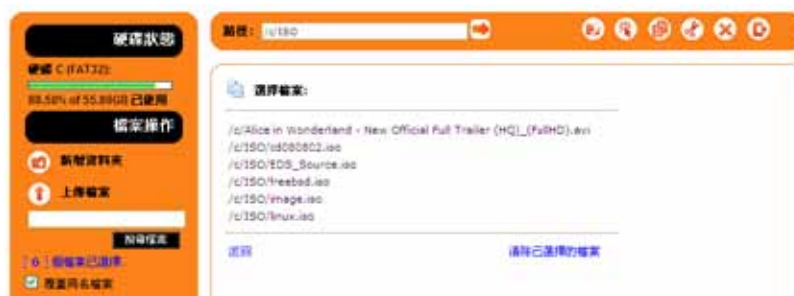 硬碟狀態
硬碟 C (FAT32):
88.58% of 55.89GB 已使用
檔案操作
新增資料夾
上傳檔案
搜尋檔案
[ 6 ] 個檔案已選擇
覆蓋同名檔案
路徑: /c/ISO
選擇檔案:
/c/Alice in Wonderland - New Official Full Trailer (HQ)_(FullHD).avi
/c/ISO/cd080802.iso
/c/ISO/EOS_Source.iso
/c/ISO/freebsd.iso
/c/ISO/image.iso
/c/ISO/linux.iso
返回
清除已選擇的檔案